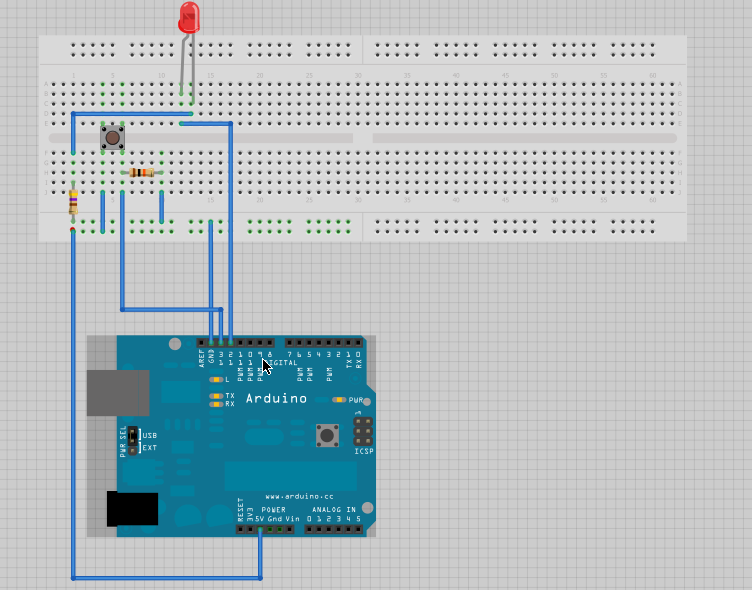 1 5 10 15 20 25 30 35 40 45 50 55 60
5 10 15 20 25 30 35 40 45 50 55 60
AREF
GND
13
12
PWM 11
PWM 10
PWM 9
8
7
PWM 6
PWM 5
4
PWM 3
2
TX 1
RX 0
DIGITAL
L
TX
RX
Arduino
PWR
1
ICSP
PWR SEL
USB
EXT
www.arduino.cc
POWER
ANALOG IN
RESET
3V3
5V Gnd Vin
0 1 2 3 4 5